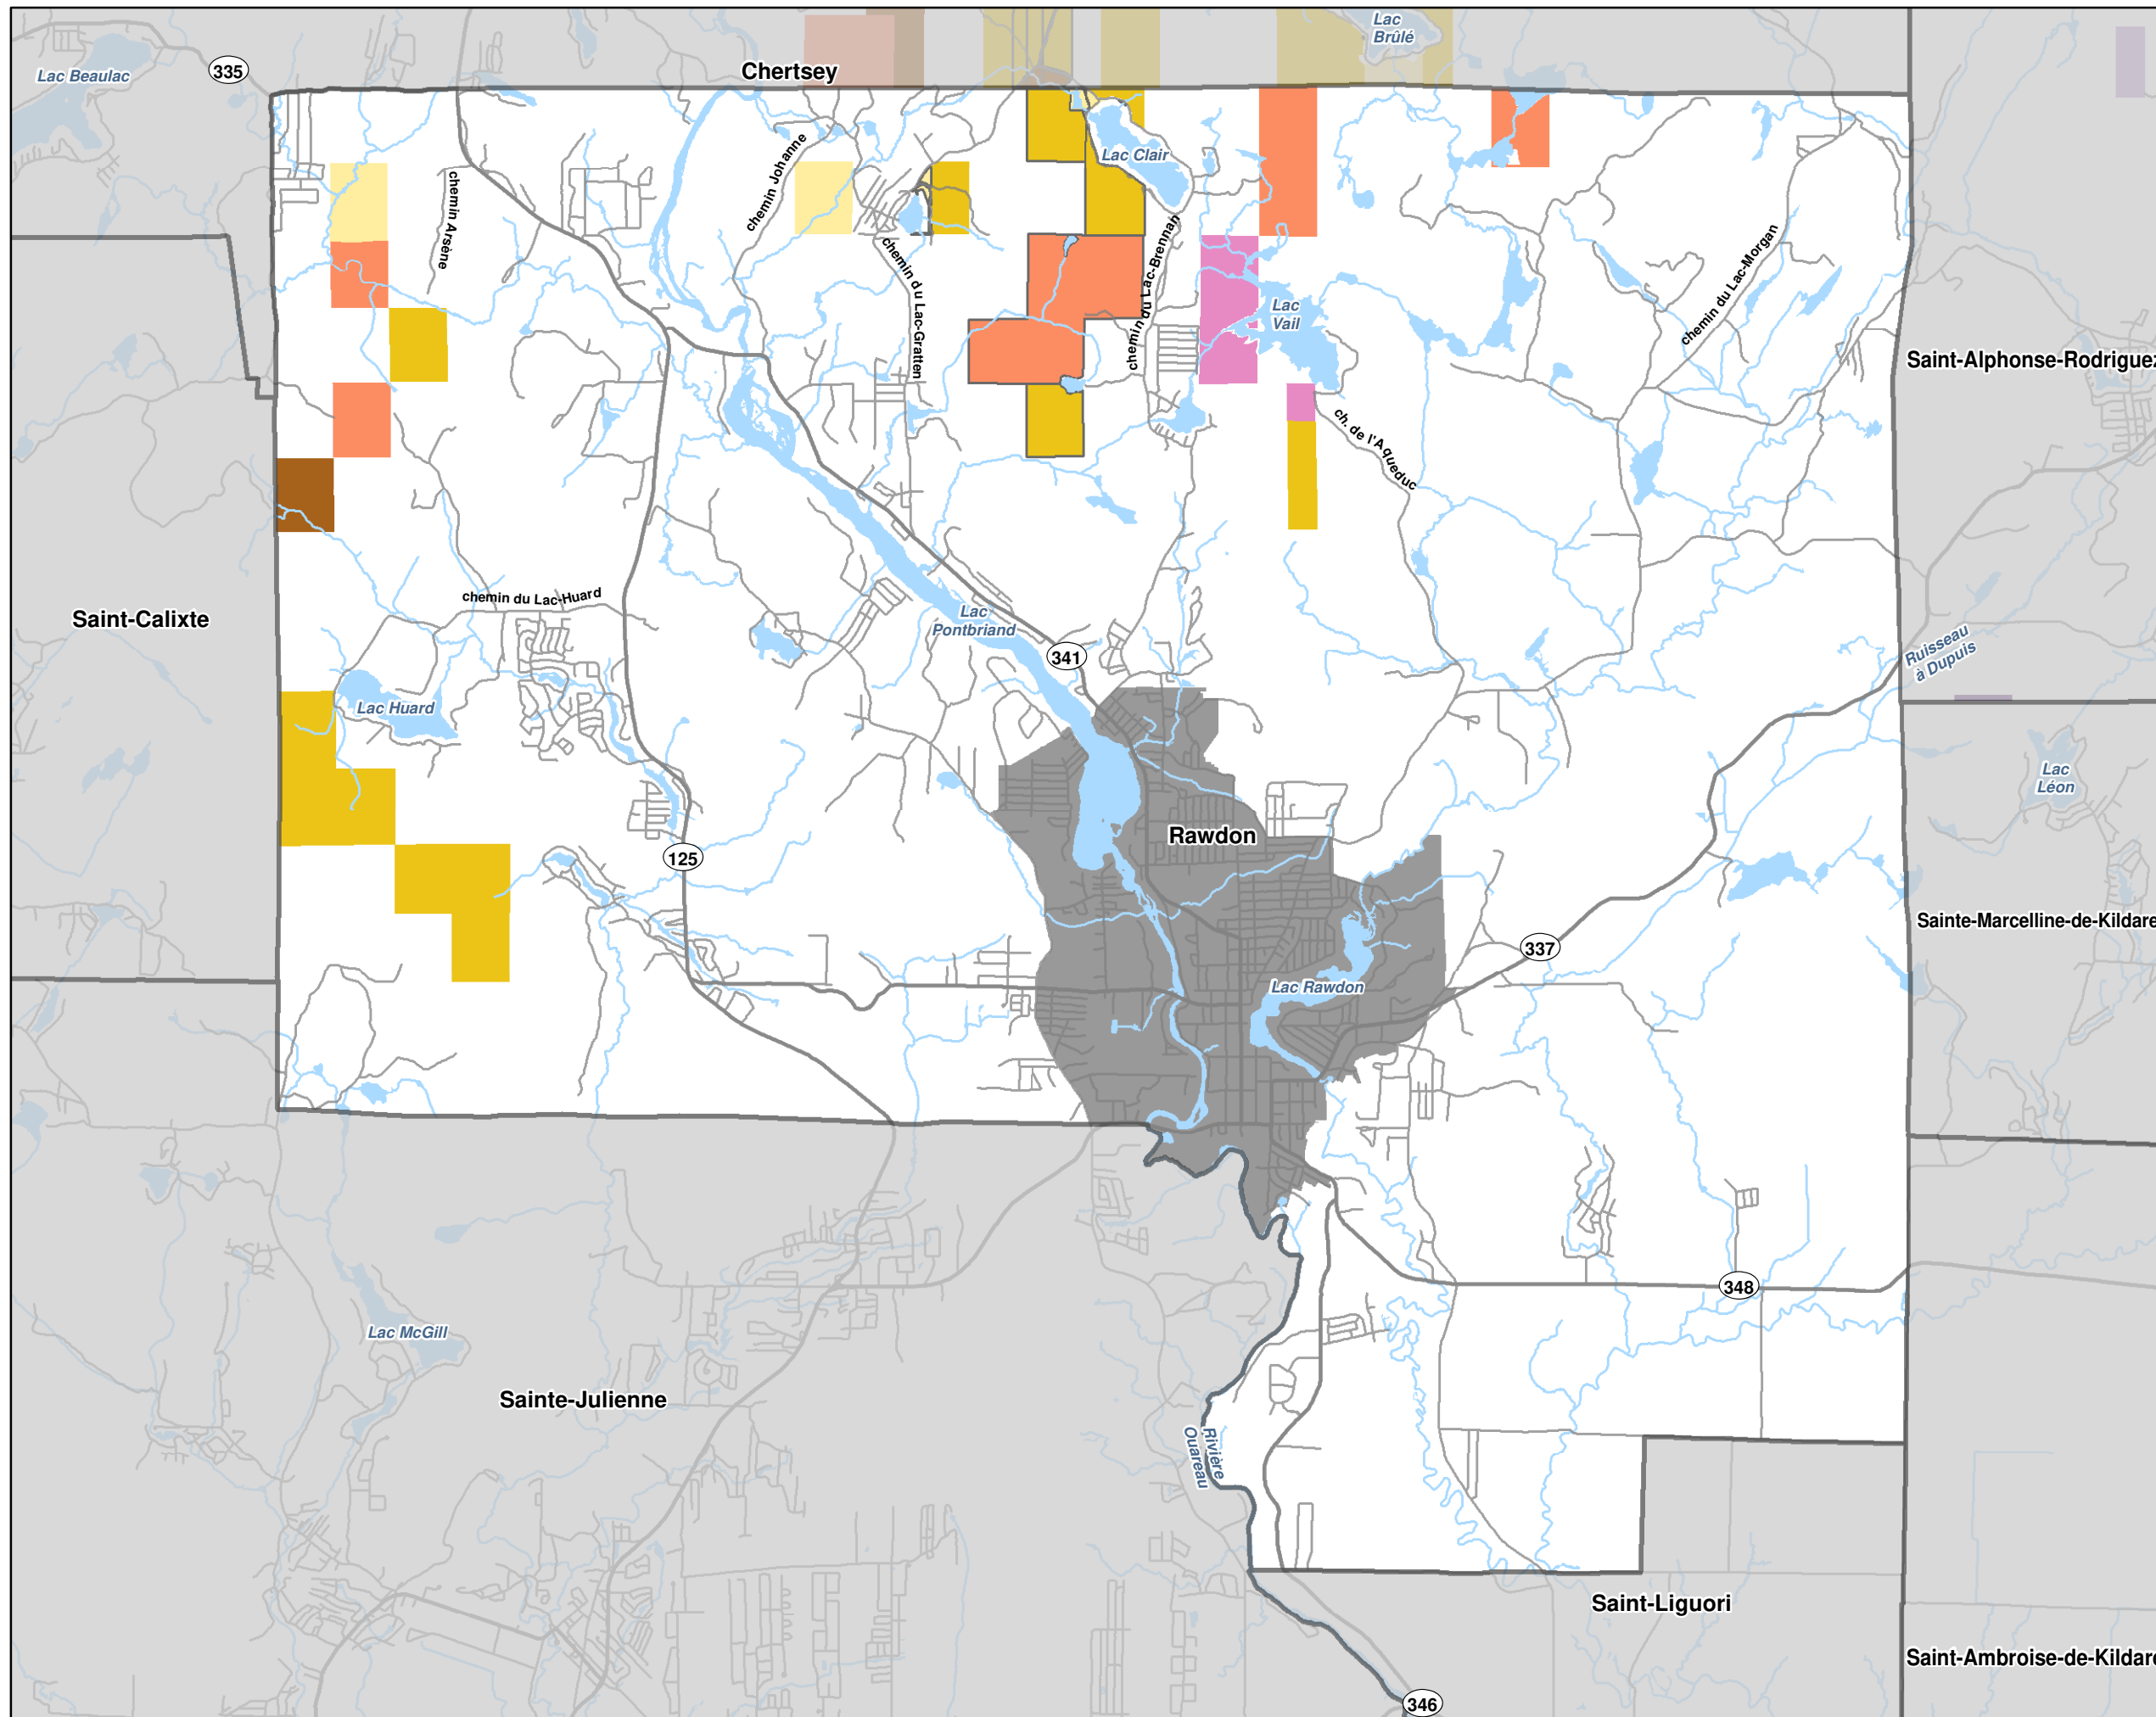 Lac
Brûlé
Lac Beaulac
335
Chertsey
Lac Clair
chemin Johanne
chemin Arsène
chemin du Lac-Gratten
chemin du Lac-Brennah
chemin du Lac-Morgan
Lac
Vail
Saint-Alphonse-Rodriguez
ch. de l'Aqueduc
Saint-Calixte
chemin du Lac-Huard
Lac
Pontbriand
341
Ruisseau
à Dupuis
Lac Huard
Lac
Léon
Rawdon
125
Sainte-Marcelline-de-Kildare
337
Lac Rawdon
348
Lac McGill
Sainte-Julienne
Rivière
Ouareau
Saint-Liguori
Saint-Ambroise-de-Kildare
346